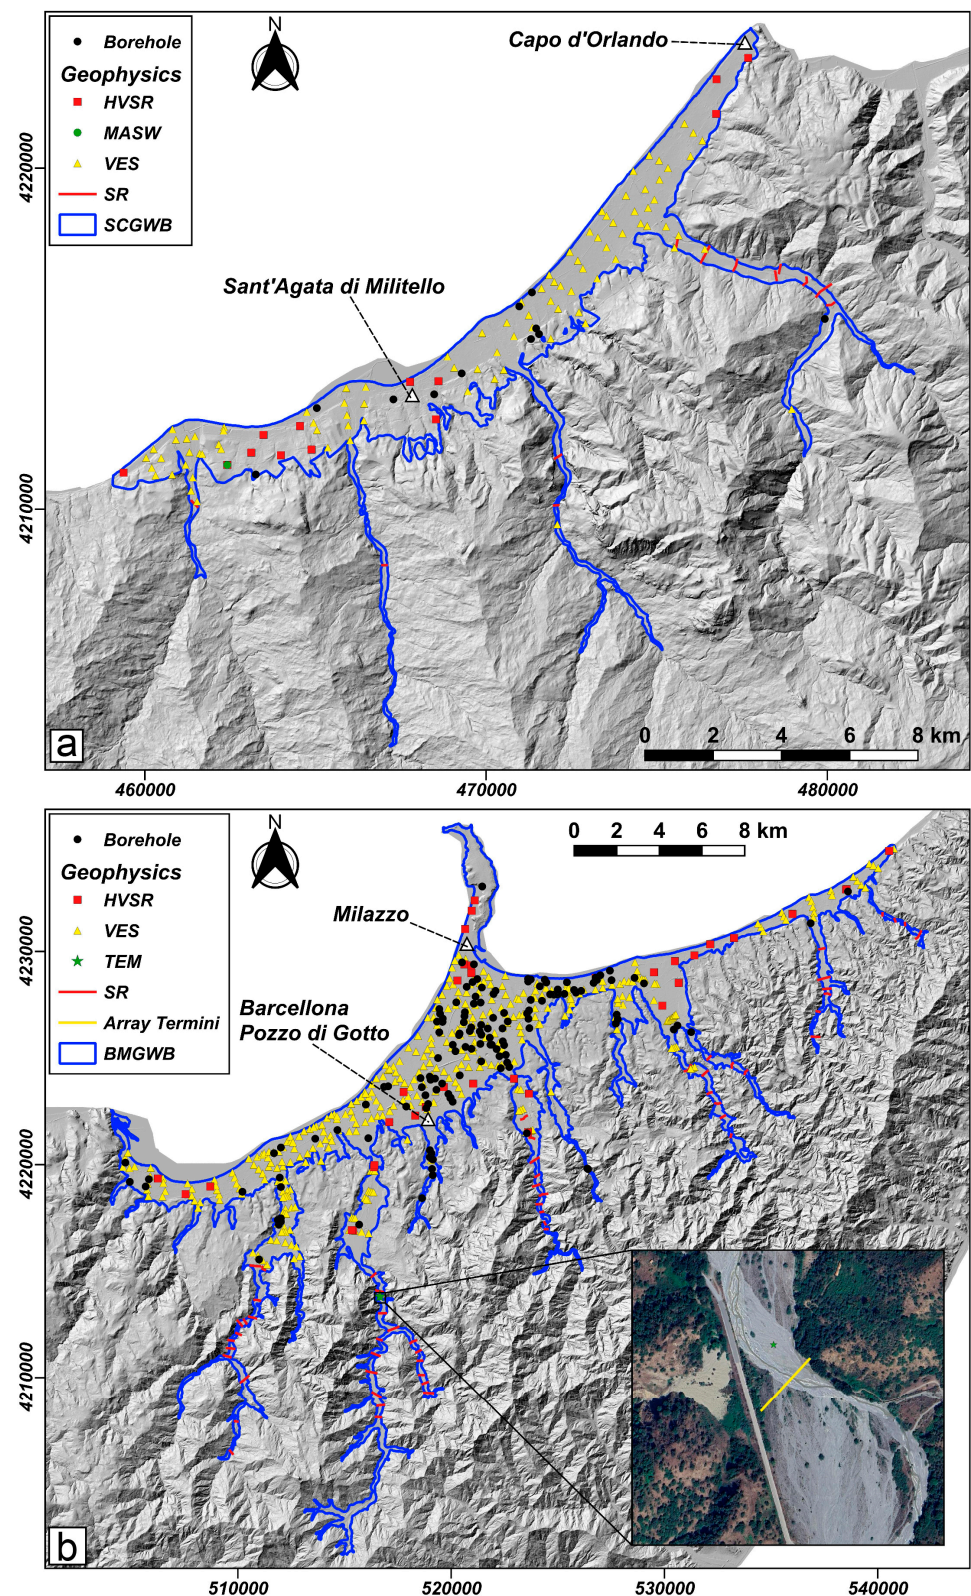 N
Borehole
Geophysics
HVSR
MASW
VES
SR
SCGWB
Capo d'Orlando
Sant'Agata di Militello
4220000
4210000
0 2 4 6 8 km
a
460000 470000 480000
N
Borehole
Geophysics
HVSR
VES
TEM
SR
Array Termini
BMGWB
0 2 4 6 8 km
Milazzo
Barcellona
Pozzo di Gotto
4230000
4220000
4210000
b
510000 520000 530000 540000